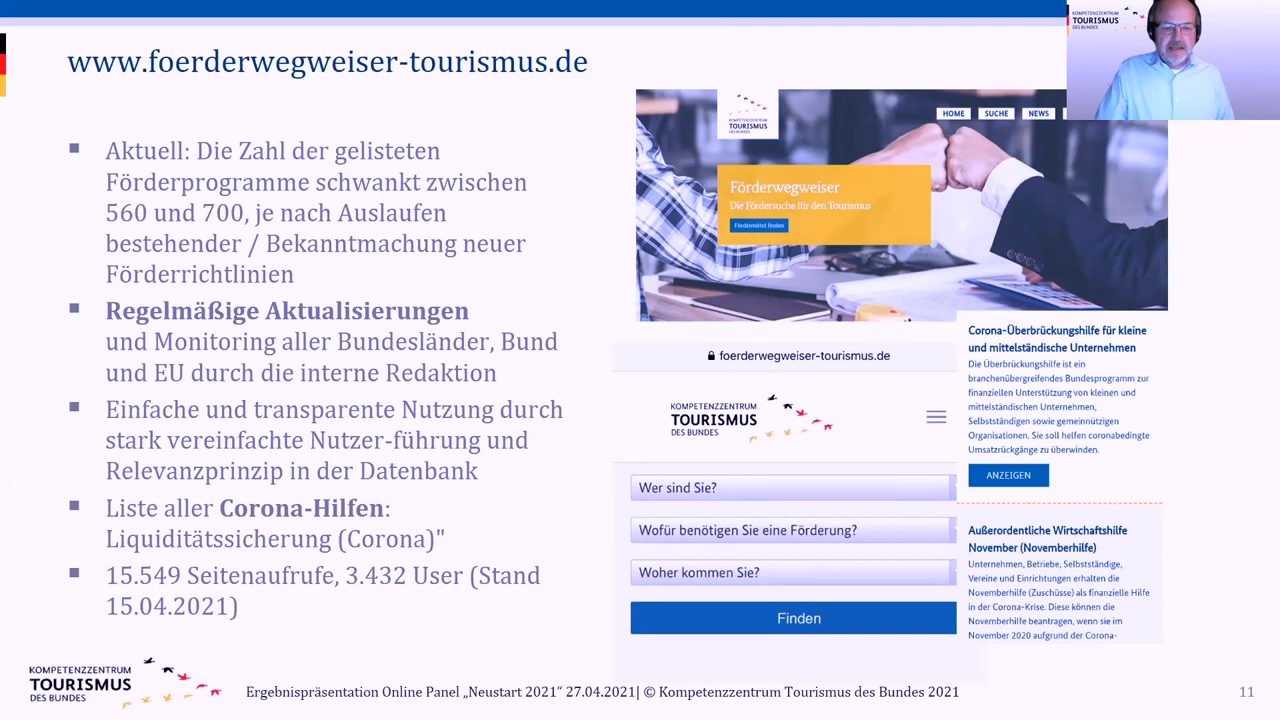 www.foerderwegweiser-tourismus.de
Aktuell: Die Zahl der gelisteten
Förderprogramme schwankt zwischen
560 und 700, je nach Auslaufen
bestehender / Bekanntmachung neuer
Förderrichtlinien
Regelmäßige Aktualisierungen
und Monitoring aller Bundesländer, Bund
und EU durch die interne Redaktion
Einfache und transparente Nutzung durch
stark vereinfachte Nutzer-führung und
Relevanzprinzip in der Datenbank
Liste aller Corona-Hilfen:
Liquiditätssicherung (Corona)"
15.549 Seitenaufrufe, 3.432 User (Stand
15.04.2021)
KOMPETENZZENTRUM
TOURISMUS
DES BUNDES
HOME SUCHE NEWS
Förderwegweiser
Die Fördersuche für den Tourismus
Fördermittel finden
foerderwegweiser-tourismus.de
KOMPETENZZENTRUM
TOURISMUS
DES BUNDES
Wer sind Sie?
Wofür benötigen Sie eine Förderung?
Woher kommen Sie?
Finden
Corona-Überbrückungshilfe für kleine
und mittelständische Unternehmen
Die Überbrückungshilfe ist ein
branchenübergreifendes Bundesprogramm zur
finanziellen Unterstützung von kleinen und
mittelständischen Unternehmen,
Selbstständigen sowie gemeinnützigen
Organisationen. Sie soll helfen coronabedingte
Umsatzrückgänge zu überwinden.
ANZEIGEN
Außerordentliche Wirtschaftshilfe
November (Novemberhilfe)
Unternehmen, Betriebe, Selbstständige,
Vereine und Einrichtungen erhalten die
Novemberhilfe (Zuschüsse) als finanzielle Hilfe
in der Corona-Krise. Diese können die
Novemberhilfe beantragen, wenn sie im
November 2020 aufgrund der Corona-
KOMPETENZZENTRUM
TOURISMUS
DES BUNDES
KOMPETENZZENTRUM
TOURISMUS
DES BUNDES
Ergebnispräsentation Online Panel „Neustart 2021“ 27.04.2021| © Kompetenzzentrum Tourismus des Bundes 2021
11